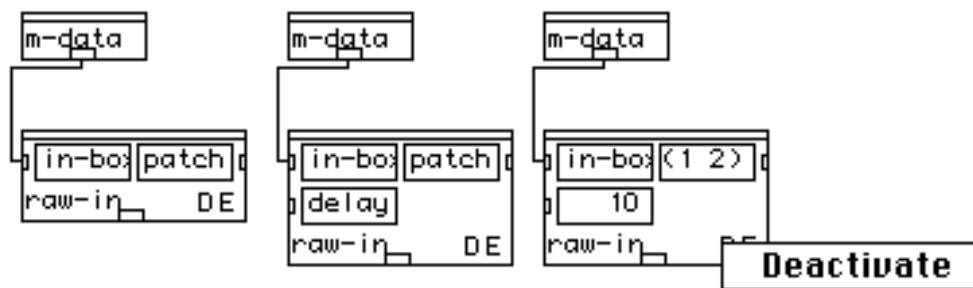 m-data
m-data
m-data
in-box patch
in-box patch
in-box (1 2)
delay
10
raw-in DE
raw-in DE
raw-in DE
Deactivate